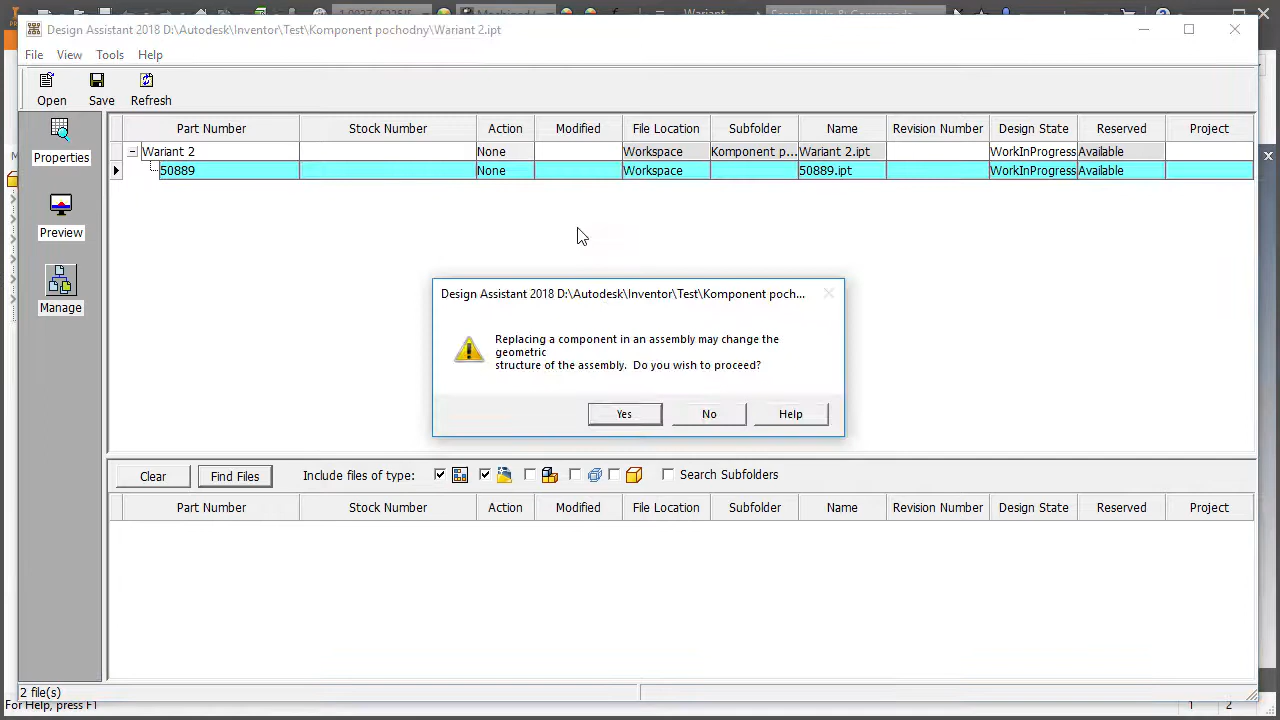 Design Assistant 2018 D:\Autodesk\Inventor\Test\Komponent pochodny\Wariant 2.ipt
File View Tools Help
Open Save Refresh
Part Number Stock Number Action Modified File Location Subfolder Name Revision Number Design State Reserved Project
Wariant 2 None Workspace Komponent p... Wariant 2.ipt WorkInProgress Available
50889 None Workspace 50889.ipt WorkInProgress Available
Properties
Preview
Manage
Design Assistant 2018 D:\Autodesk\Inventor\Test\Komponent poch...
Replacing a component in an assembly may change the
geometric
structure of the assembly. Do you wish to proceed?
Yes No Help
Clear Find Files Include files of type: Search Subfolders
Part Number Stock Number Action Modified File Location Subfolder Name Revision Number Design State Reserved Project
2 file(s)
For Help, press F1 1 2